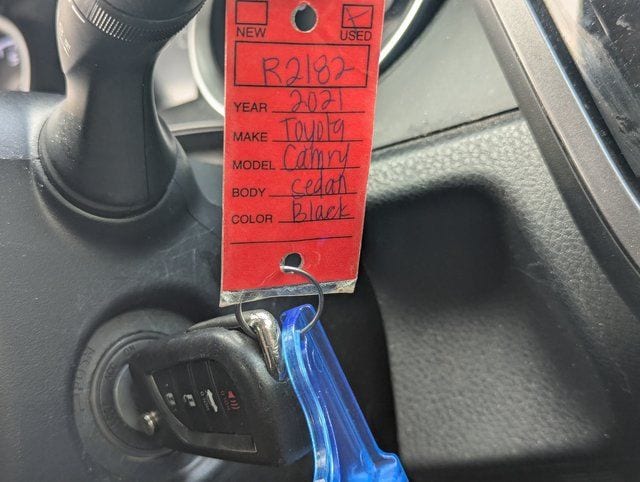 NEW USED
R2182
YEAR 2021
MAKE Toyota
MODEL Camry
BODY sedan
COLOR Black